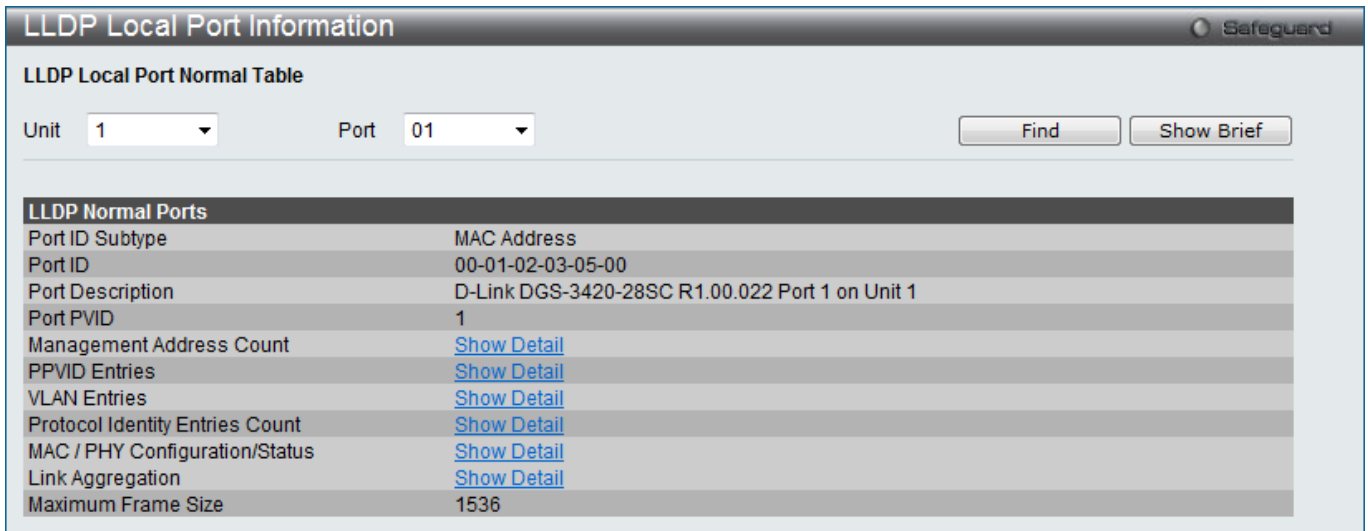 LLDP Local Port Information Safeguard
LLDP Local Port Normal Table
Unit 1 Port 01 Find Show Brief
LLDP Normal Ports
Port ID Subtype MAC Address
Port ID 00-01-02-03-05-00
Port Description D-Link DGS-3420-28SC R1.00.022 Port 1 on Unit 1
Port PVID 1
Management Address Count Show Detail
PPVID Entries Show Detail
VLAN Entries Show Detail
Protocol Identity Entries Count Show Detail
MAC / PHY Configuration/Status Show Detail
Link Aggregation Show Detail
Maximum Frame Size 1536